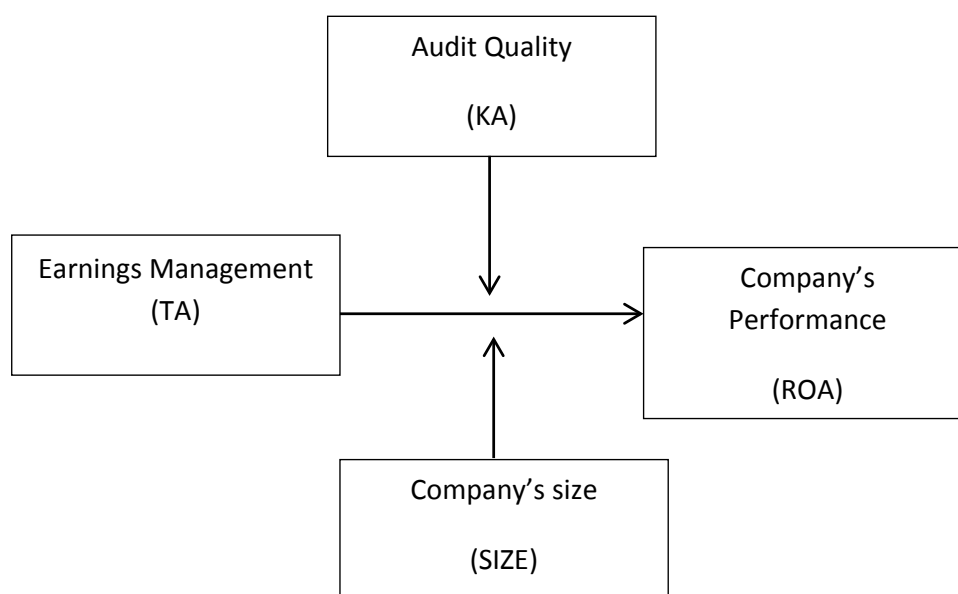 Audit Quality
(KA)
Earnings Management
(TA)
Company’s
Performance
(ROA)
Company’s size
(SIZE)